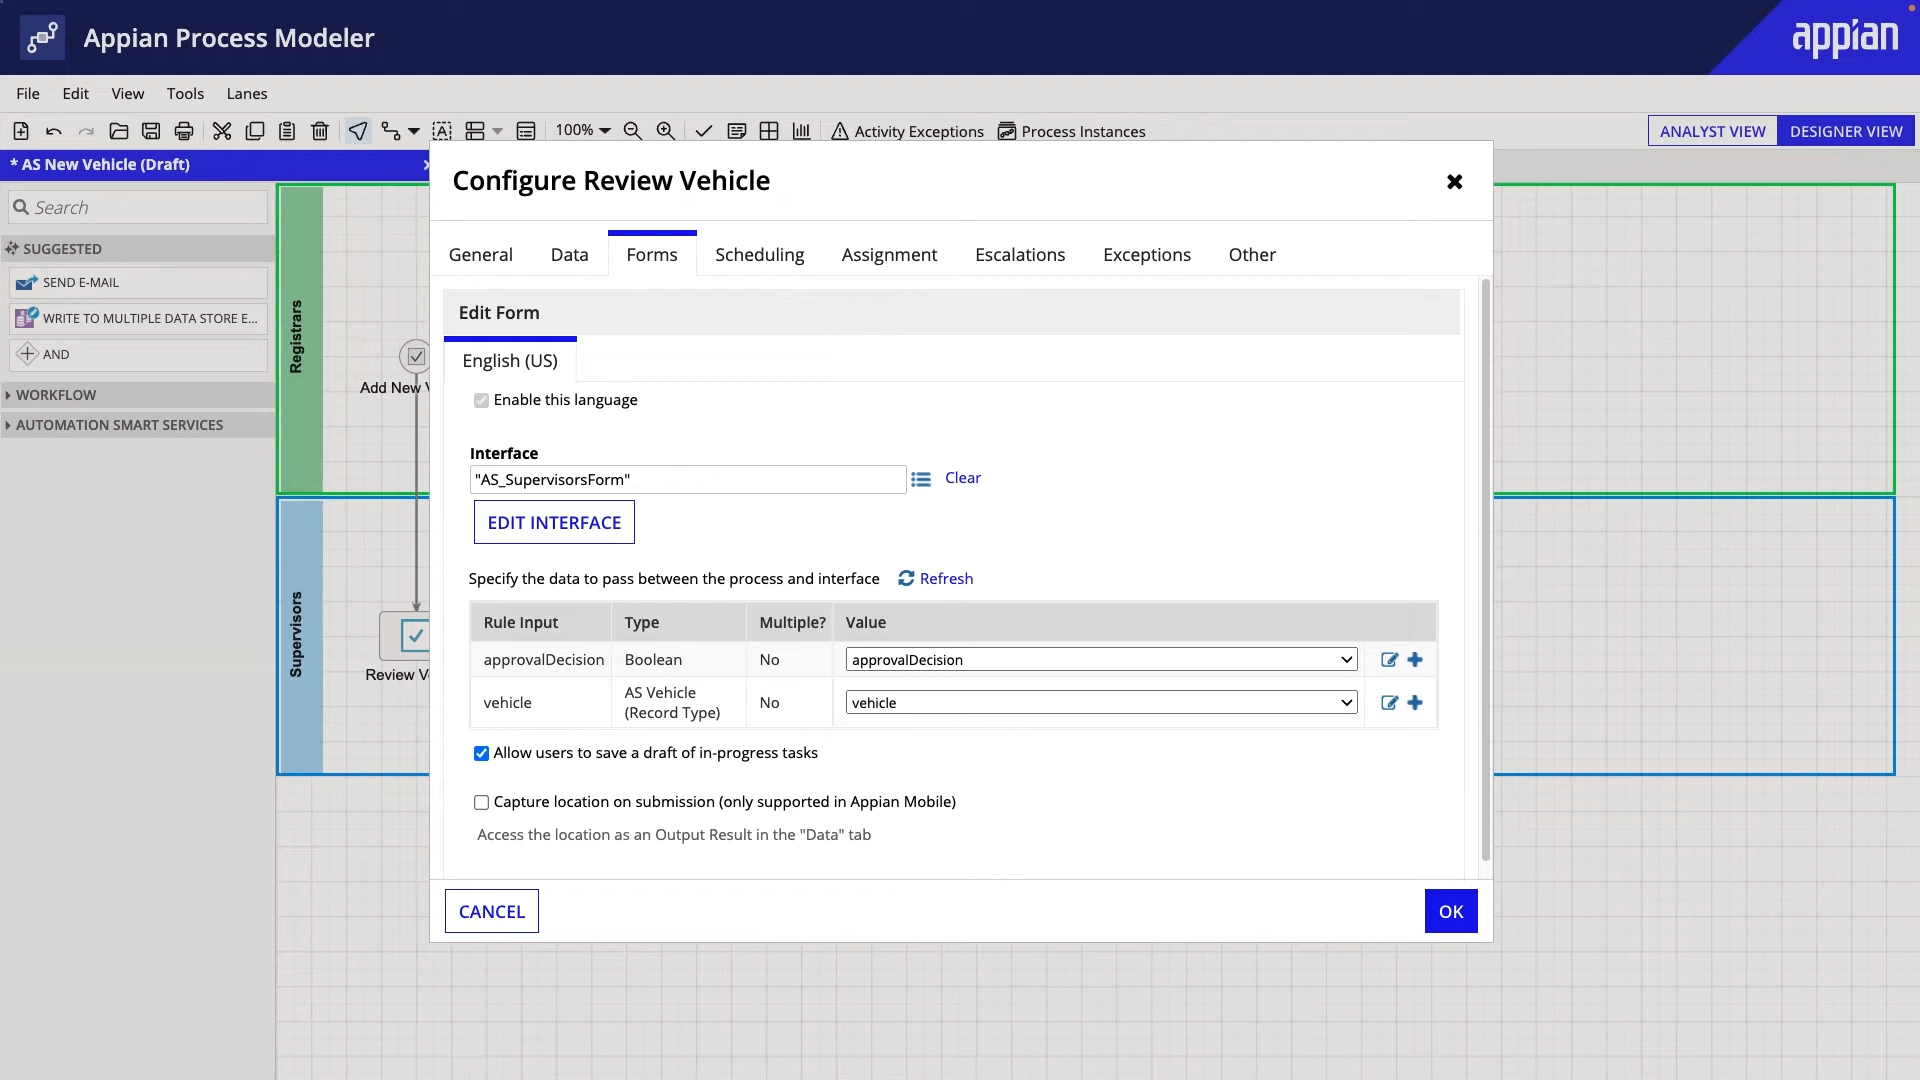 Appian Process Modeler
appian
File Edit View Tools Lanes
100% Activity Exceptions Process Instances ANALYST VIEW DESIGNER VIEW
* AS New Vehicle (Draft)
Search
SUGGESTED
SEND E-MAIL
WRITE TO MULTIPLE DATA STORE E...
AND
WORKFLOW
AUTOMATION SMART SERVICES
Registrars
Add New V
Supervisors
Review V
Configure Review Vehicle
General Data Forms Scheduling Assignment Escalations Exceptions Other
Edit Form
English (US)
Enable this language
Interface
"AS_SupervisorsForm" Clear
EDIT INTERFACE
Specify the data to pass between the process and interface Refresh
Rule Input Type Multiple? Value
approvalDecision Boolean No approvalDecision
vehicle AS Vehicle (Record Type) No vehicle
Allow users to save a draft of in-progress tasks
Capture location on submission (only supported in Appian Mobile)
Access the location as an Output Result in the "Data" tab
CANCEL OK